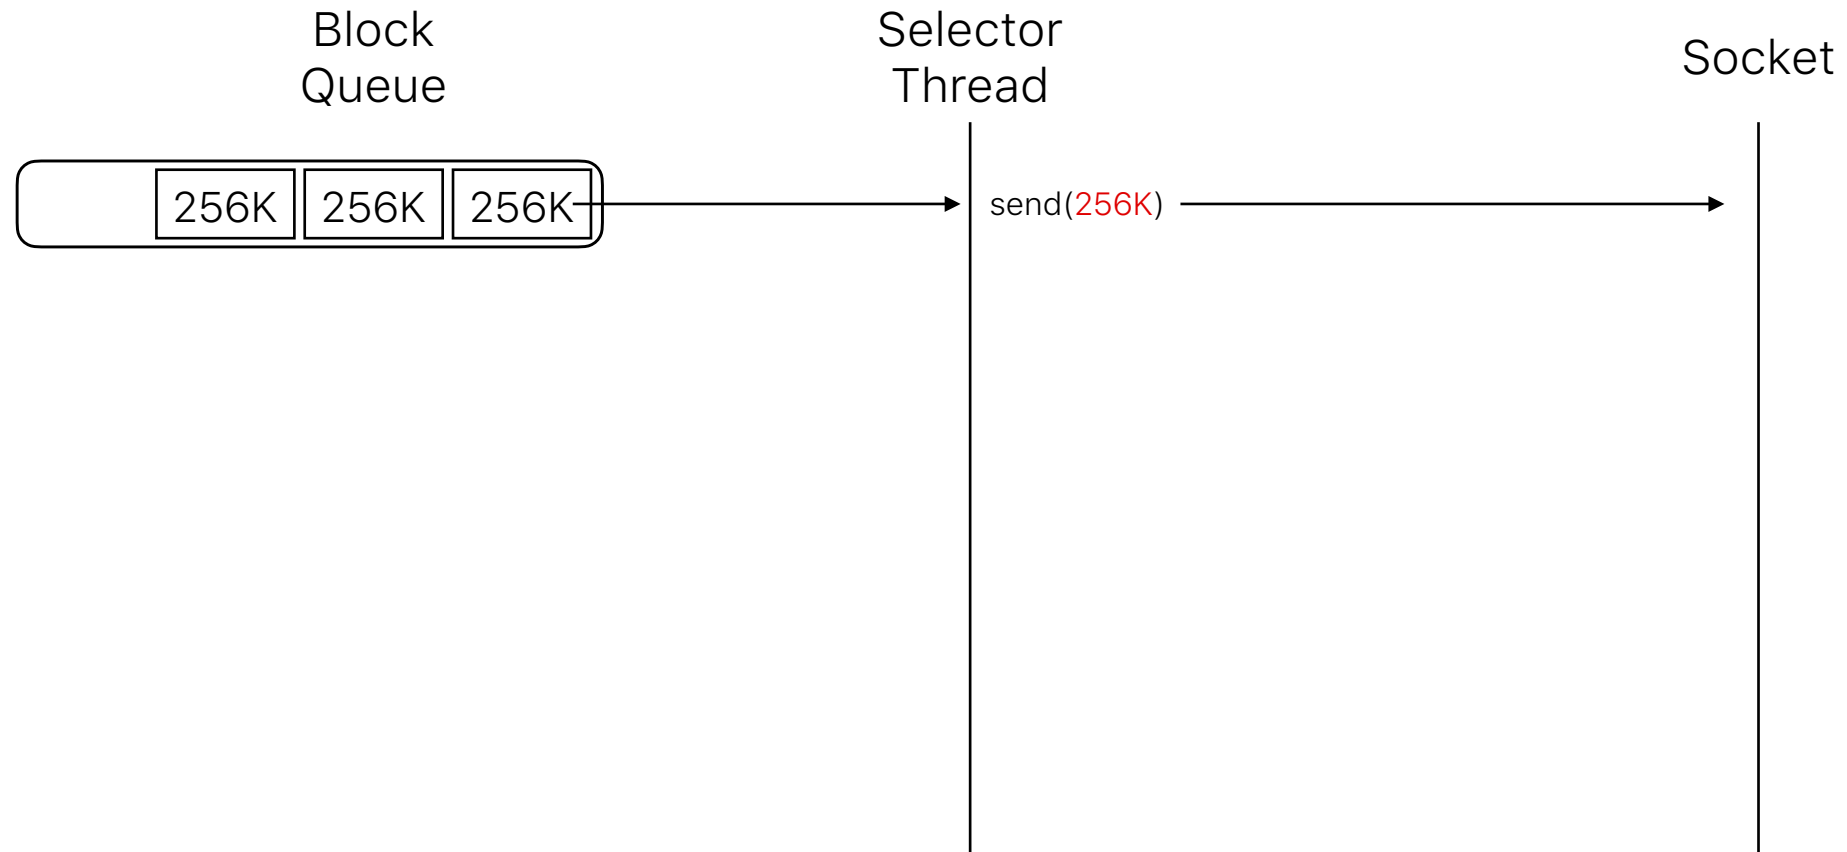 Block
Queue
Selector
Thread
Socket
256K 256K 256K
send(256K)